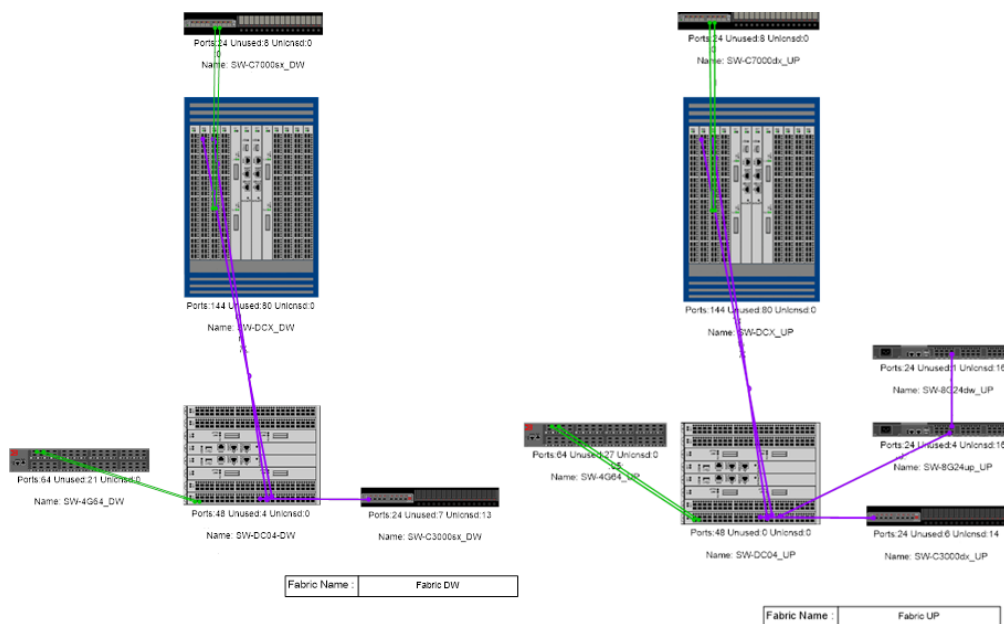 Ports:24 Unused:8 Unlcnsd:0
Name: SW-C7000sx_DW
Ports:144 Unused:80 Unlcnsd:0
Name: SW-DCX_DW
Ports:64 Unused:21 Unlcnsd:0
Name: SW-4G64_DW
Ports:48 Unused:4 Unlcnsd:0
Name: SW-DC04-DW
Ports:24 Unused:7 Unlcnsd:13
Name: SW-C3000sx_DW
Fabric Name : Fabric DW
Ports:24 Unused:8 Unlcnsd:0
Name: SW-C7000dx_UP
Ports:144 Unused:80 Unlcnsd:0
Name: SW-DCX_UP
Ports:24 Unused:1 Unlcnsd:16
Name: SW-8G24dw_UP
Ports:24 Unused:4 Unlcnsd:16
Name: SW-8G24up_UP
Ports:64 Unused:27 Unlcnsd:0
Name: SW-4G64_UP
Ports:48 Unused:0 Unlcnsd:0
Name: SW-DC04_UP
Ports:24 Unused:6 Unlcnsd:14
Name: SW-C3000dx_UP
Fabric Name : Fabric UP